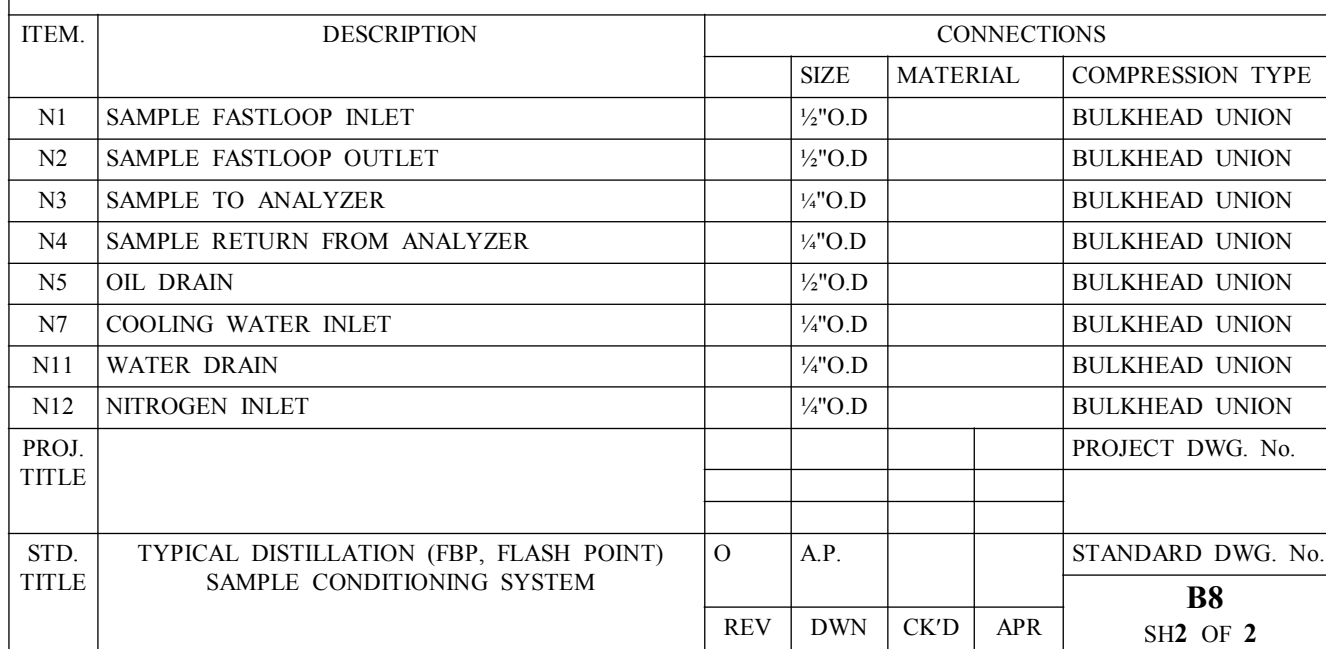 ITEM. DESCRIPTION CONNECTIONS
SIZE MATERIAL COMPRESSION TYPE
N1 SAMPLE FASTLOOP INLET ½"O.D BULKHEAD UNION
N2 SAMPLE FASTLOOP OUTLET ½"O.D BULKHEAD UNION
N3 SAMPLE TO ANALYZER ¼"O.D BULKHEAD UNION
N4 SAMPLE RETURN FROM ANALYZER ¼"O.D BULKHEAD UNION
N5 OIL DRAIN ½"O.D BULKHEAD UNION
N7 COOLING WATER INLET ¼"O.D BULKHEAD UNION
N11 WATER DRAIN ¼"O.D BULKHEAD UNION
N12 NITROGEN INLET ¼"O.D BULKHEAD UNION
PROJ. PROJECT DWG. No.
TITLE
STD. TYPICAL DISTILLATION (FBP, FLASH POINT) O A.P. STANDARD DWG. No.
TITLE SAMPLE CONDITIONING SYSTEM
B8
REV DWN CK'D APR SH2 OF 2